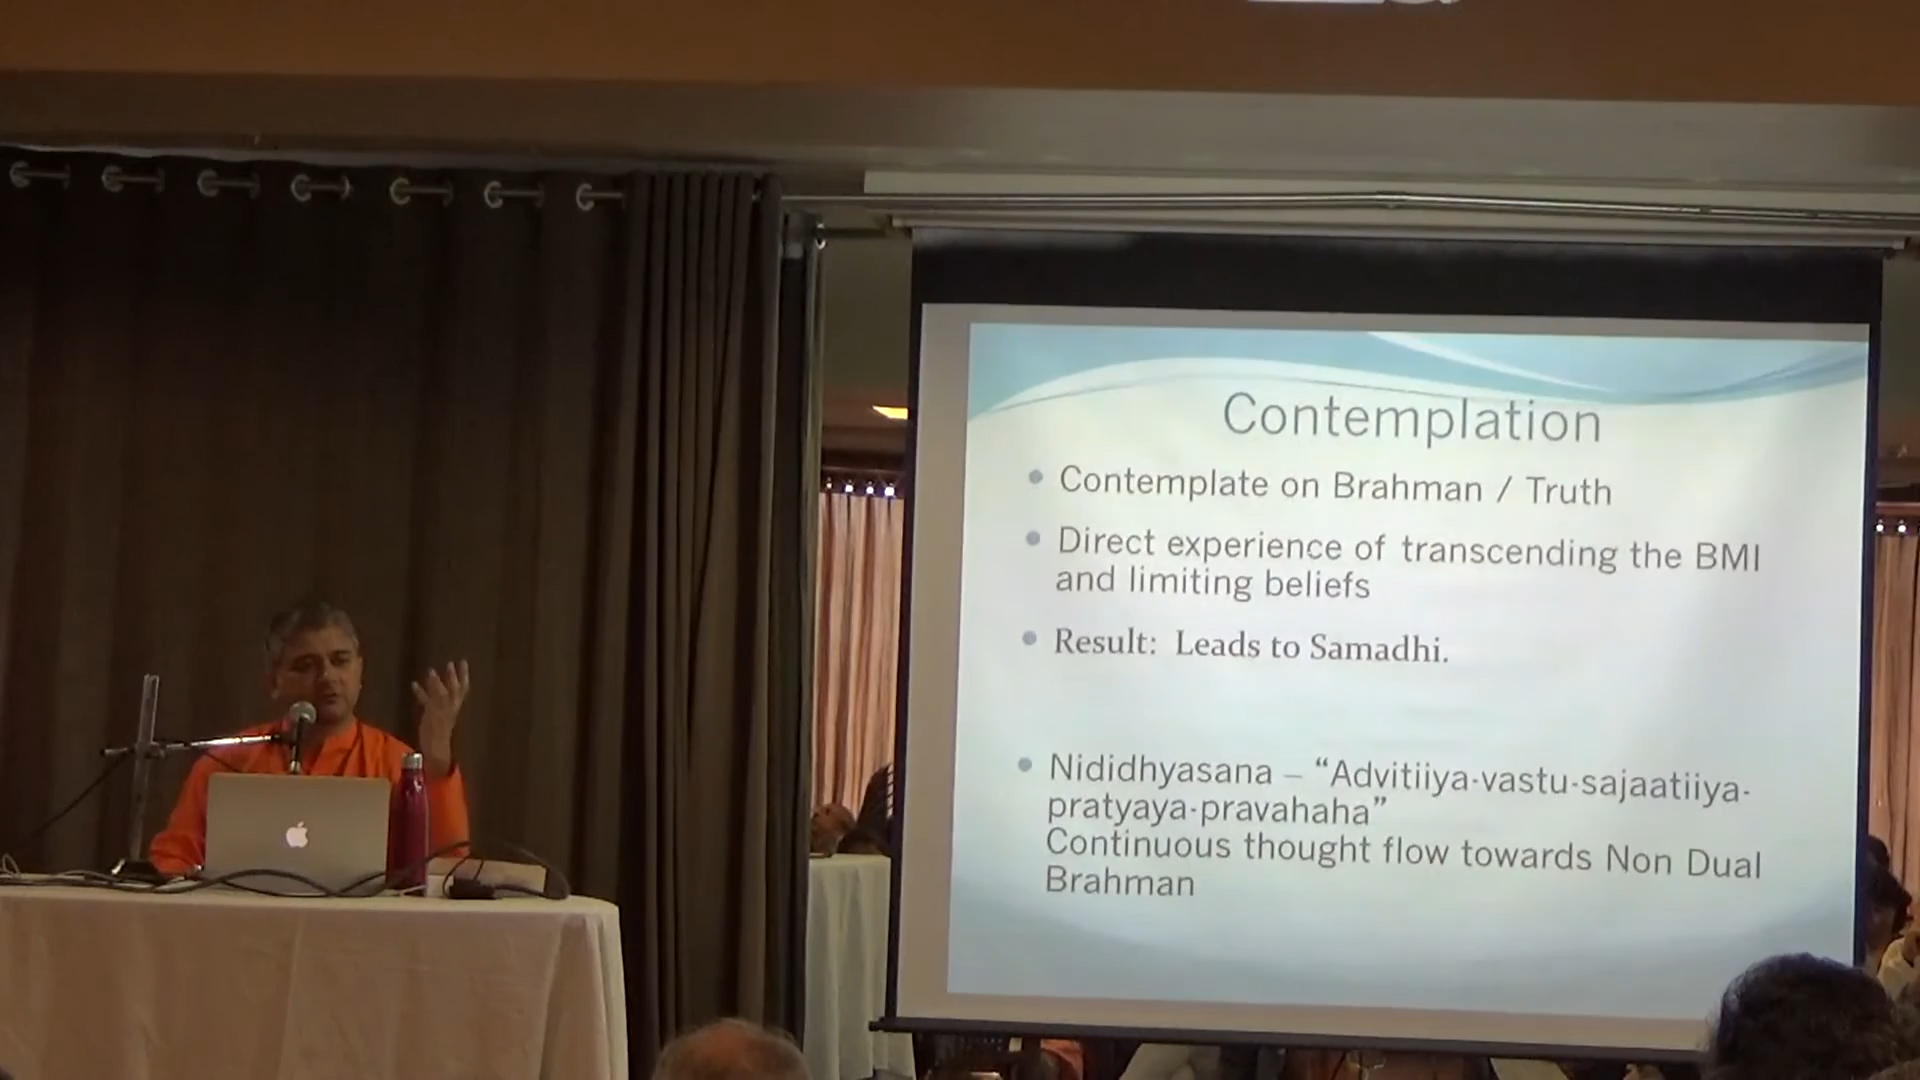 Contemplation
Contemplate on Brahman / Truth
Direct experience of transcending the BMI
and limiting beliefs
Result: Leads to Samadhi.
Nididhyasana – “Advitiiya-vastu-sajaatiiya-
pratyaya-pravahaha”
Continuous thought flow towards Non Dual
Brahman